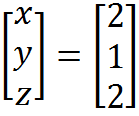 [x] = [2]
[y] = [1]
[z] = [2]